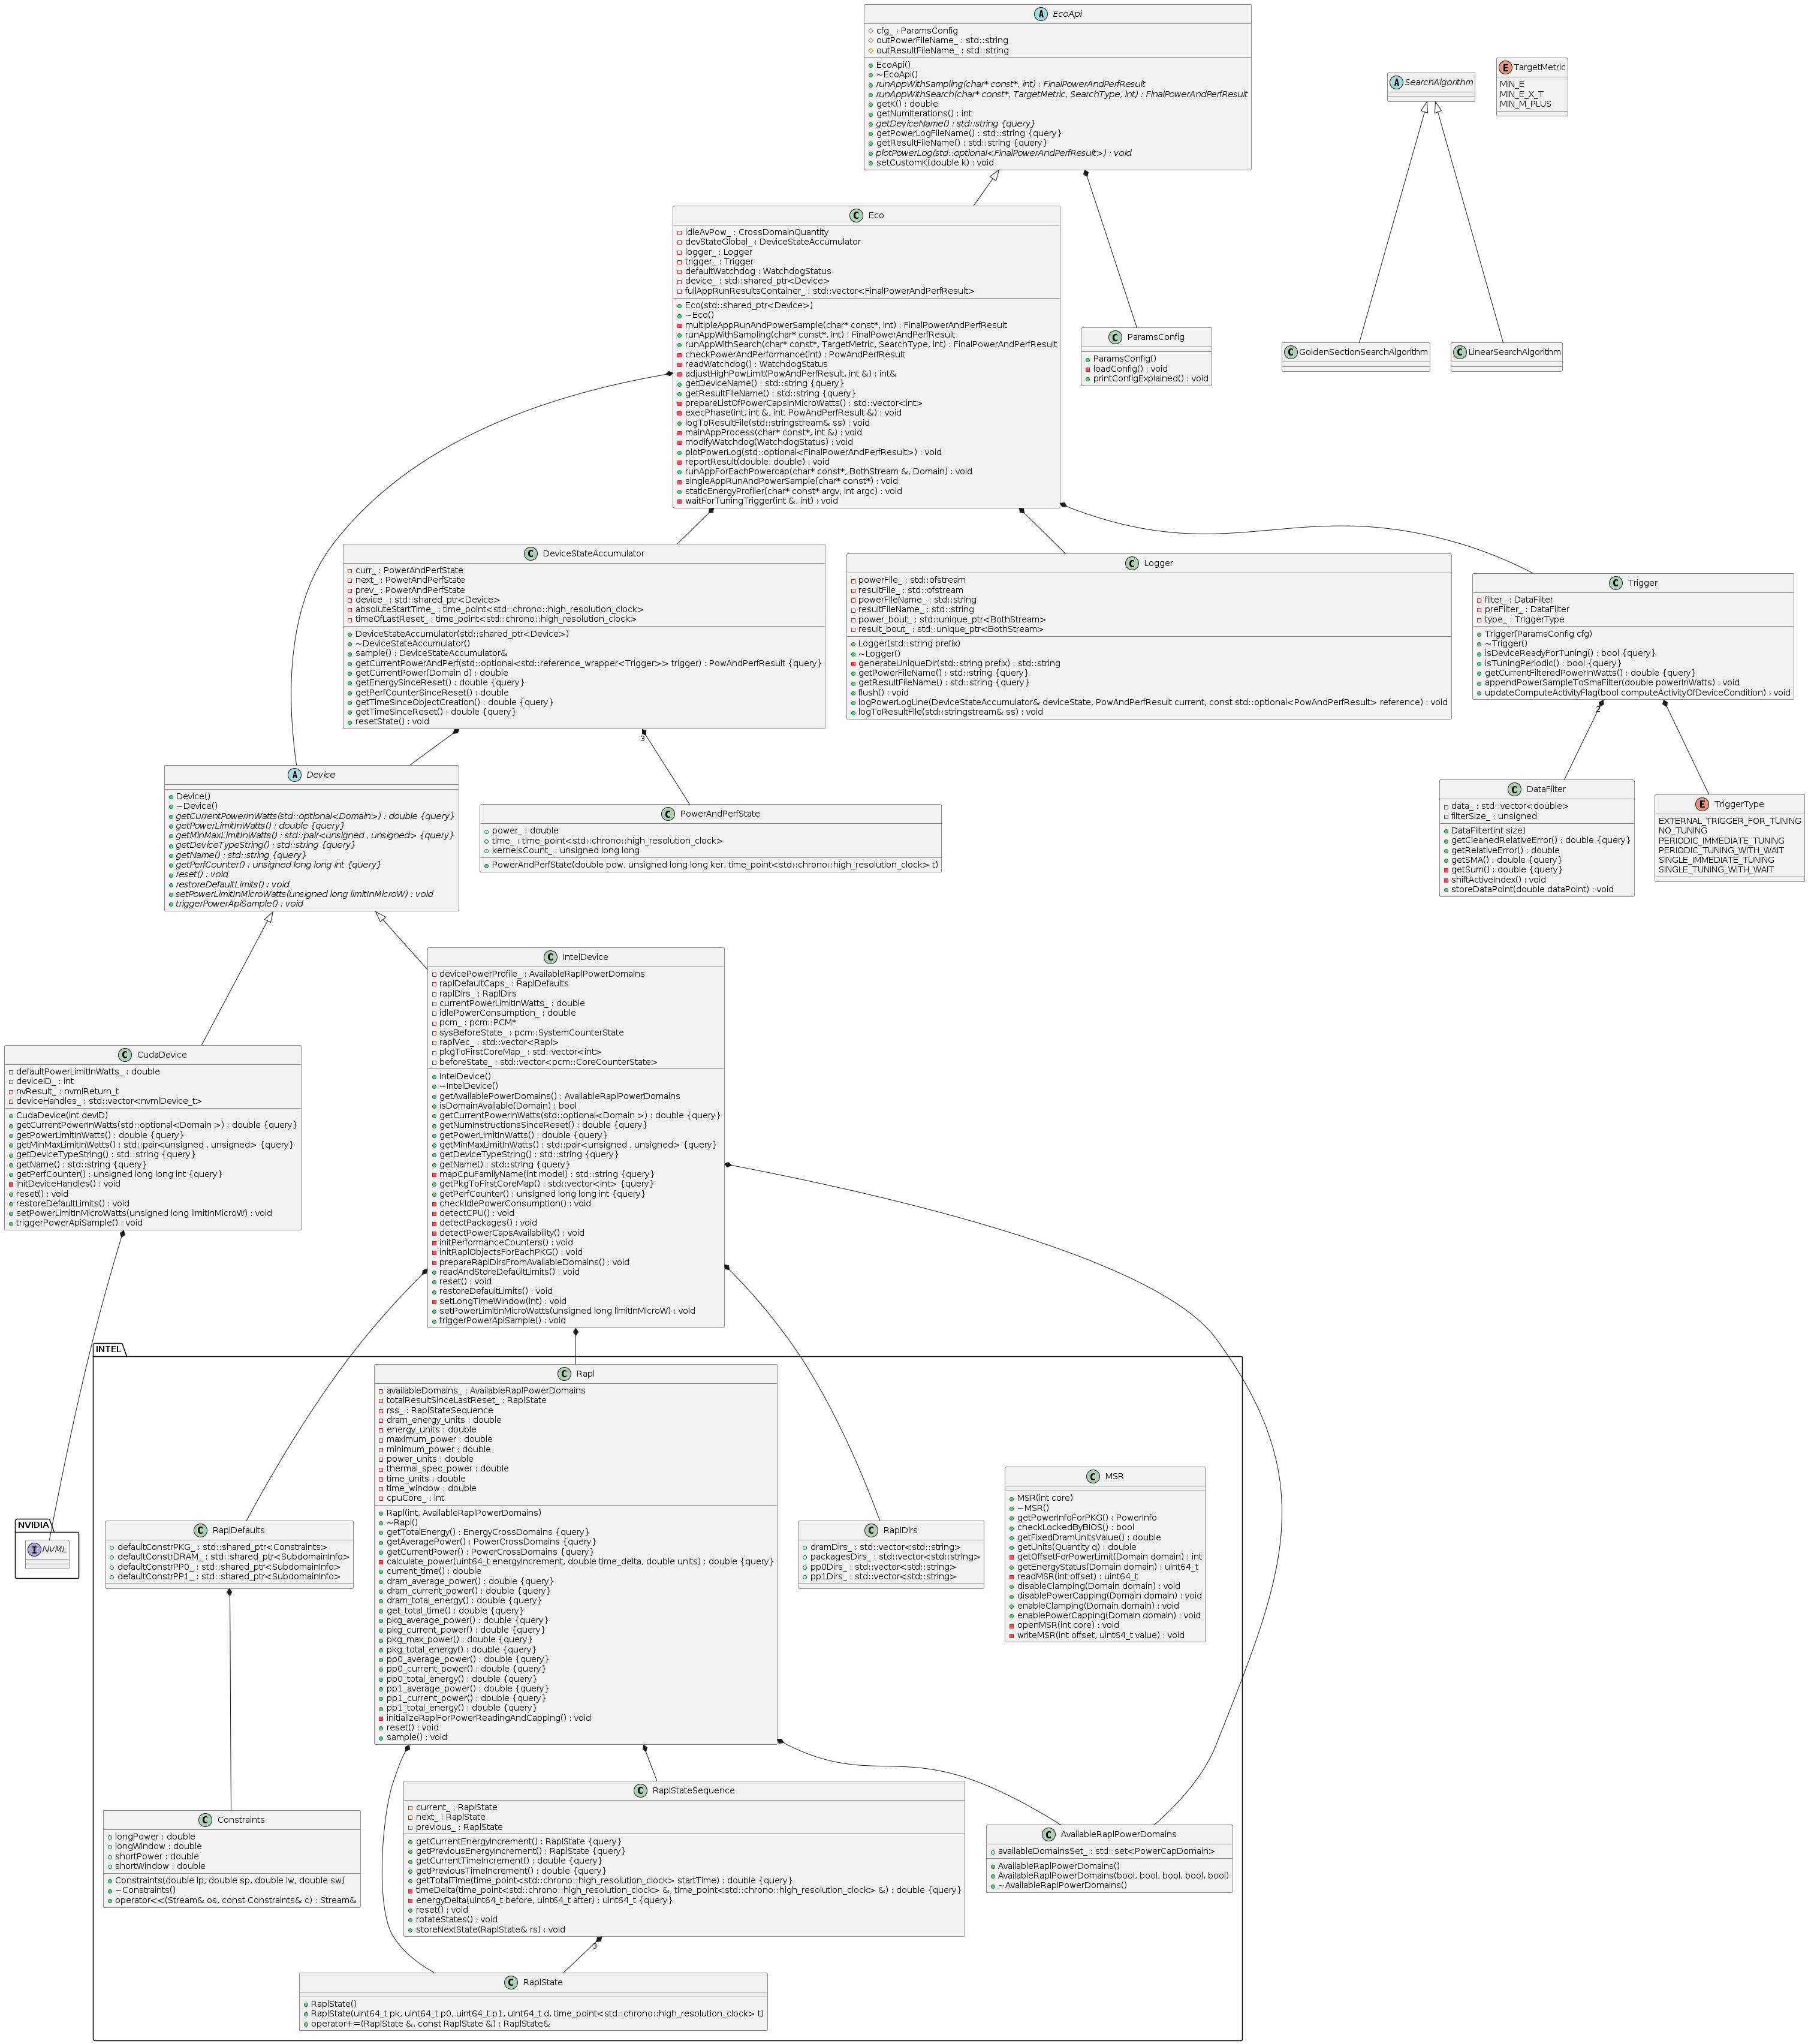 EcoApi
cfg_ : ParamsConfig
outPowerFileName_ : std::string
outResultFileName_ : std::string
EcoApi()
~EcoApi()
runAppWithSampling(char* const*, int) : FinalPowerAndPerfResult
runAppWithSearch(char* const*, TargetMetric, SearchType, int) : FinalPowerAndPerfResult
getK() : double
getNumIterations() : int
getDeviceName() : std::string {query}
getPowerLogFileName() : std::string {query}
getResultFileName() : std::string {query}
plotPowerLog(std::optional<FinalPowerAndPerfResult>) : void
setCustomK(double k) : void
SearchAlgorithm
TargetMetric
MIN_E
MIN_E_X_T
MIN_M_PLUS
Eco
idleAvPow_ : CrossDomainQuantity
devStateGlobal_ : DeviceStateAccumulator
logger_ : Logger
trigger_ : Trigger
defaultWatchdog : WatchdogStatus
device_ : std::shared_ptr<Device>
fullAppRunResultsContainer_ : std::vector<FinalPowerAndPerfResult>
Eco(std::shared_ptr<Device>)
~Eco()
multipleAppRunAndPowerSample(char* const*, int) : FinalPowerAndPerfResult
runAppWithSampling(char* const*, int) : FinalPowerAndPerfResult
runAppWithSearch(char* const*, TargetMetric, SearchType, int) : FinalPowerAndPerfResult
checkPowerAndPerformance(int) : PowAndPerfResult
readWatchdog() : WatchdogStatus
adjustHighPowLimit(PowAndPerfResult, int &) : int&
getDeviceName() : std::string {query}
getResultFileName() : std::string {query}
prepareListOfPowerCapsInMicroWatts() : std::vector<int>
execPhase(int, int &, int, PowAndPerfResult &) : void
logToResultFile(std::stringstream& ss) : void
mainAppProcess(char* const*, int &) : void
modifyWatchdog(WatchdogStatus) : void
plotPowerLog(std::optional<FinalPowerAndPerfResult>) : void
reportResult(double, double) : void
runAppForEachPowercap(char* const*, BothStream &, Domain) : void
singleAppRunAndPowerSample(char* const*) : void
staticEnergyProfiler(char* const* argv, int argc) : void
waitForTuningTrigger(int &, int) : void
ParamsConfig
ParamsConfig()
loadConfig() : void
printConfigExplained() : void
GoldenSectionSearchAlgorithm
LinearSearchAlgorithm
DeviceStateAccumulator
curr_ : PowerAndPerfState
next_ : PowerAndPerfState
prev_ : PowerAndPerfState
device_ : std::shared_ptr<Device>
absoluteStartTime_ : time_point<std::chrono::high_resolution_clock>
timeOfLastReset_ : time_point<std::chrono::high_resolution_clock>
DeviceStateAccumulator(std::shared_ptr<Device>)
~DeviceStateAccumulator()
sample() : DeviceStateAccumulator&
getCurrentPowerAndPerf(std::optional<std::reference_wrapper<Trigger>> trigger) : PowAndPerfResult {query}
getCurrentPower(Domain d) : double
getEnergySinceReset() : double {query}
getPerfCounterSinceReset() : double
getTimeSinceObjectCreation() : double {query}
getTimeSinceReset() : double {query}
resetState() : void
3
Logger
powerFile_ : std::ofstream
resultFile_ : std::ofstream
powerFileName_ : std::string
resultFileName_ : std::string
power_bout_ : std::unique_ptr<BothStream>
result_bout_ : std::unique_ptr<BothStream>
Logger(std::string prefix)
~Logger()
generateUniqueDir(std::string prefix) : std::string
getPowerFileName() : std::string {query}
getResultFileName() : std::string {query}
flush() : void
logPowerLogLine(DeviceStateAccumulator& deviceState, PowAndPerfResult current, const std::optional<PowAndPerfResult> reference) : void
logToResultFile(std::stringstream& ss) : void
Trigger
filter_ : DataFilter
preFilter_ : DataFilter
type_ : TriggerType
Trigger(ParamsConfig cfg)
~Trigger()
isDeviceReadyForTuning() : bool {query}
isTuningPeriodic() : bool {query}
getCurrentFilteredPowerInWatts() : double {query}
appendPowerSampleToSmaFilter(double powerInWatts) : void
updateComputeActivityFlag(bool computeActivityOfDeviceCondition) : void
2
Device
Device()
~Device()
getCurrentPowerInWatts(std::optional<Domain>) : double {query}
getPowerLimitInWatts() : double {query}
getMinMaxLimitInWatts() : std::pair<unsigned, unsigned> {query}
getDeviceTypeString() : std::string {query}
getName() : std::string {query}
getPerfCounter() : unsigned long long int {query}
reset() : void
restoreDefaultLimits() : void
setPowerLimitInMicroWatts(unsigned long limitInMicroW) : void
triggerPowerApiSample() : void
PowerAndPerfState
power_ : double
time_ : time_point<std::chrono::high_resolution_clock>
kernelsCount_ : unsigned long long
PowerAndPerfState(double pow, unsigned long long ker, time_point<std::chrono::high_resolution_clock> t)
DataFilter
data_ : std::vector<double>
filterSize_ : unsigned
DataFilter(int size)
getCleanedRelativeError() : double {query}
getRelativeError() : double
getSMA() : double {query}
getSum() : double {query}
shiftActiveIndex() : void
storeDataPoint(double dataPoint) : void
TriggerType
EXTERNAL_TRIGGER_FOR_TUNING
NO_TUNING
PERIODIC_IMMEDIATE_TUNING
PERIODIC_TUNING_WITH_WAIT
SINGLE_IMMEDIATE_TUNING
SINGLE_TUNING_WITH_WAIT
IntelDevice
devicePowerProfile_ : AvailableRaplPowerDomains
raplDefaultCaps_ : RaplDefaults
raplDirs_ : RaplDirs
currentPowerLimitInWatts_ : double
idlePowerConsumption_ : double
pcm_ : pcm::PCM*
sysBeforeState_ : pcm::SystemCounterState
raplVec_ : std::vector<Rapl>
pkgToFirstCoreMap_ : std::vector<int>
beforeState_ : std::vector<pcm::CoreCounterState>
IntelDevice()
~IntelDevice()
getAvailablePowerDomains() : AvailableRaplPowerDomains
isDomainAvailable(Domain) : bool
getCurrentPowerInWatts(std::optional<Domain >) : double {query}
getNumInstructionsSinceReset() : double {query}
getPowerLimitInWatts() : double {query}
getMinMaxLimitInWatts() : std::pair<unsigned , unsigned> {query}
getDeviceTypeString() : std::string {query}
getName() : std::string {query}
mapCpuFamilyName(int model) : std::string {query}
getPkgToFirstCoreMap() : std::vector<int> {query}
getPerfCounter() : unsigned long long int {query}
checkIdlePowerConsumption() : void
detectCPU() : void
detectPackages() : void
detectPowerCapsAvailability() : void
initPerformanceCounters() : void
initRaplObjectsForEachPKG() : void
prepareRaplDirsFromAvailableDomains() : void
readAndStoreDefaultLimits() : void
reset() : void
restoreDefaultLimits() : void
setLongTimeWindow(int) : void
setPowerLimitInMicroWatts(unsigned long limitInMicroW) : void
triggerPowerApiSample() : void
CudaDevice
defaultPowerLimitInWatts_ : double
deviceID_ : int
nvResult_ : nvmlReturn_t
deviceHandles_ : std::vector<nvmlDevice_t>
CudaDevice(int devID)
getCurrentPowerInWatts(std::optional<Domain >) : double {query}
getPowerLimitInWatts() : double {query}
getMinMaxLimitInWatts() : std::pair<unsigned , unsigned> {query}
getDeviceTypeString() : std::string {query}
getName() : std::string {query}
getPerfCounter() : unsigned long long int {query}
initDeviceHandles() : void
reset() : void
restoreDefaultLimits() : void
setPowerLimitInMicroWatts(unsigned long limitInMicroW) : void
triggerPowerApiSample() : void
INTEL
Rapl
availableDomains_ : AvailableRaplPowerDomains
totalResultSinceLastReset_ : RaplState
rss_ : RaplStateSequence
dram_energy_units : double
energy_units : double
maximum_power : double
minimum_power : double
power_units : double
thermal_spec_power : double
time_units : double
time_window : double
cpuCore_ : int
Rapl(int, AvailableRaplPowerDomains)
~Rapl()
getTotalEnergy() : EnergyCrossDomains {query}
getAveragePower() : PowerCrossDomains {query}
getCurrentPower() : PowerCrossDomains {query}
calculate_power(uint64_t energyIncrement, double time_delta, double units) : double {query}
current_time() : double
dram_average_power() : double {query}
dram_current_power() : double {query}
dram_total_energy() : double {query}
get_total_time() : double {query}
pkg_average_power() : double {query}
pkg_current_power() : double {query}
pkg_max_power() : double {query}
pkg_total_energy() : double {query}
pp0_average_power() : double {query}
pp0_current_power() : double {query}
pp0_total_energy() : double {query}
pp1_average_power() : double {query}
pp1_current_power() : double {query}
pp1_total_energy() : double {query}
initializeRaplForPowerReadingAndCapping() : void
reset() : void
sample() : void
MSR
MSR(int core)
~MSR()
getPowerInfoForPKG() : PowerInfo
checkLockedByBIOS() : bool
getFixedDramUnitsValue() : double
getUnits(Quantity q) : double
getOffsetForPowerLimit(Domain domain) : int
getEnergyStatus(Domain domain) : uint64_t
readMSR(int offset) : uint64_t
disableClamping(Domain domain) : void
disablePowerCapping(Domain domain) : void
enableClamping(Domain domain) : void
enablePowerCapping(Domain domain) : void
openMSR(int core) : void
writeMSR(int offset, uint64_t value) : void
NVIDIA
NVML
RaplDefaults
defaultConstrPKG_ : std::shared_ptr<Constraints>
defaultConstrDRAM_ : std::shared_ptr<SubdomainInfo>
defaultConstrPP0_ : std::shared_ptr<SubdomainInfo>
defaultConstrPP1_ : std::shared_ptr<SubdomainInfo>
RaplDirs
dramDirs_ : std::vector<std::string>
packagesDirs_ : std::vector<std::string>
pp0Dirs_ : std::vector<std::string>
pp1Dirs_ : std::vector<std::string>
Constraints
longPower : double
longWindow : double
shortPower : double
shortWindow : double
Constraints(double lp, double sp, double lw, double sw)
~Constraints()
operator<<(Stream& os, const Constraints& c) : Stream&
RaplStateSequence
current_ : RaplState
next_ : RaplState
previous_ : RaplState
getCurrentEnergyIncrement() : RaplState {query}
getPreviousEnergyIncrement() : RaplState {query}
getCurrentTimeIncrement() : double {query}
getPreviousTimeIncrement() : double {query}
getTotalTime(time_point<std::chrono::high_resolution_clock> startTime) : double {query}
timeDelta(time_point<std::chrono::high_resolution_clock> &, time_point<std::chrono::high_resolution_clock> &) : double {query}
energyDelta(uint64_t before, uint64_t after) : uint64_t {query}
reset() : void
rotateStates() : void
storeNextState(RaplState& rs) : void
3
AvailableRaplPowerDomains
availableDomainsSet_ : std::set<PowerCapDomain>
AvailableRaplPowerDomains()
AvailableRaplPowerDomains(bool, bool, bool, bool, bool)
~AvailableRaplPowerDomains()
RaplState
RaplState()
RaplState(uint64_t pk, uint64_t p0, uint64_t p1, uint64_t d, time_point<std::chrono::high_resolution_clock> t)
operator+=(RaplState &, const RaplState &) : RaplState&